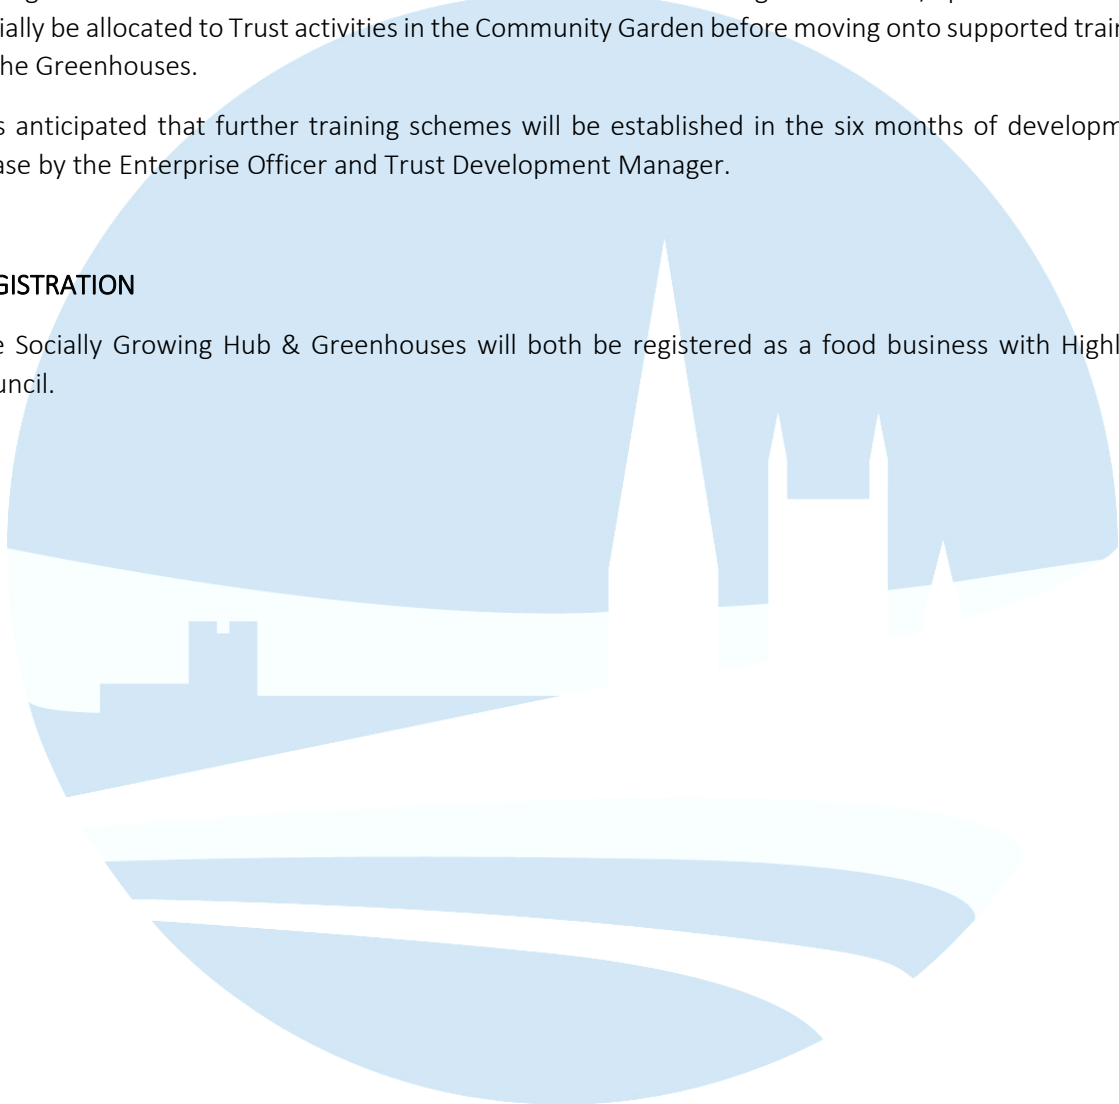 ially be allocated to Trust activities in the Community Garden before moving onto supported train
he Greenhouses.
s anticipated that further training schemes will be established in the six months of developm
ase by the Enterprise Officer and Trust Development Manager.
GISTRATION
e Socially Growing Hub & Greenhouses will both be registered as a food business with Highl
uncil.